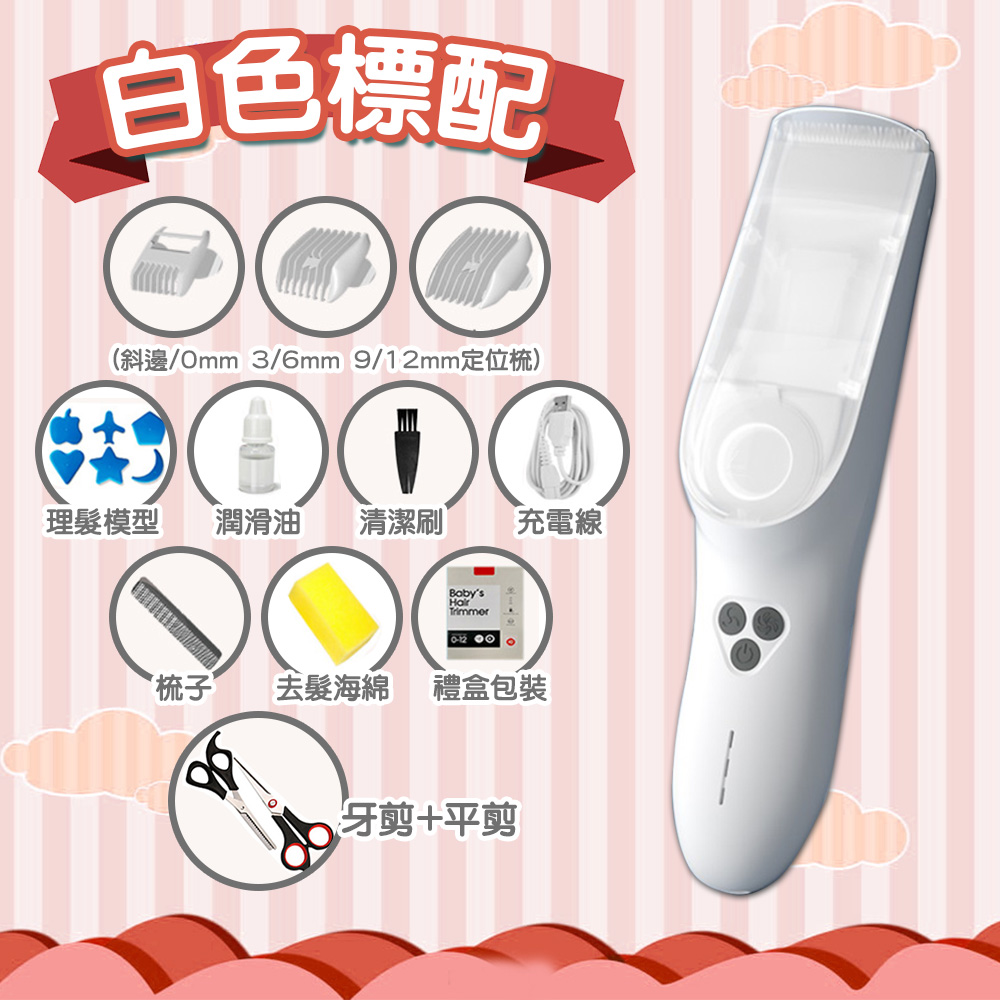 白色標配
(斜邊/0mm 3/6mm 9/12mm定位梳)
理髮模型 潤滑油 清潔刷 充電線
Baby's
Hair
Trimmer
0-12
梳子 去髮海綿 禮盒包裝
牙剪+平剪